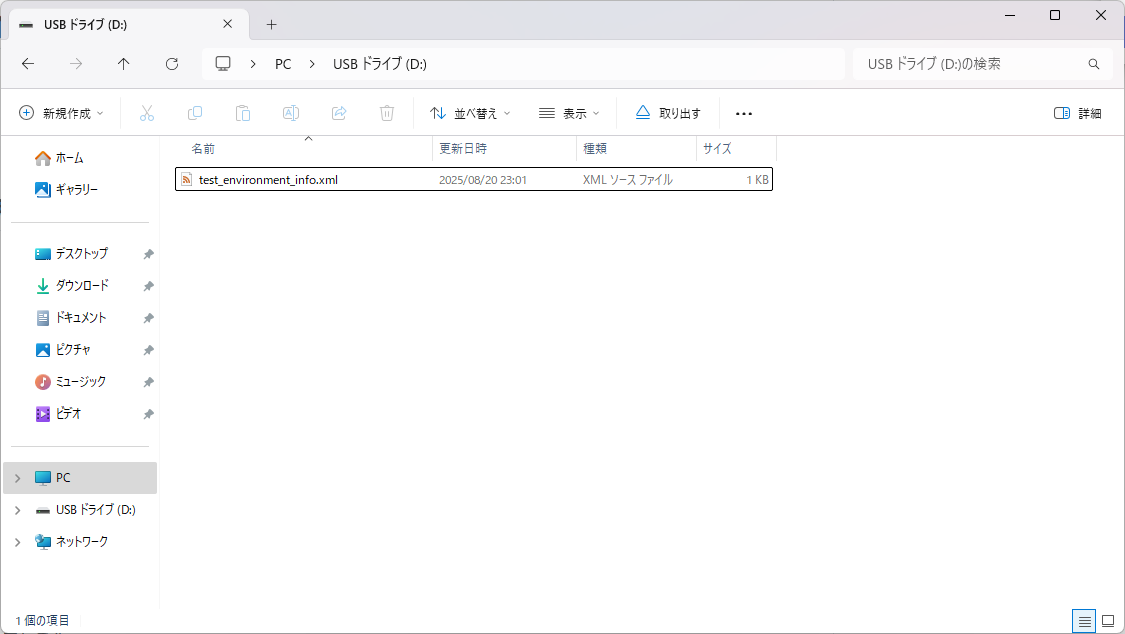 USB ドライブ (D:)
PC
USB ドライブ (D:)
USB ドライブ (D:)の検索
新規作成
並べ替え
表示
取り出す
詳細
ホーム
ギャラリー
デスクトップ
ダウンロード
ドキュメント
ピクチャ
ミュージック
ビデオ
PC
USB ドライブ (D:)
ネットワーク
名前 更新日時 種類 サイズ
test_environment_info.xml 2025/08/20 23:01 XML ソース ファイル 1 KB
1 個の項目